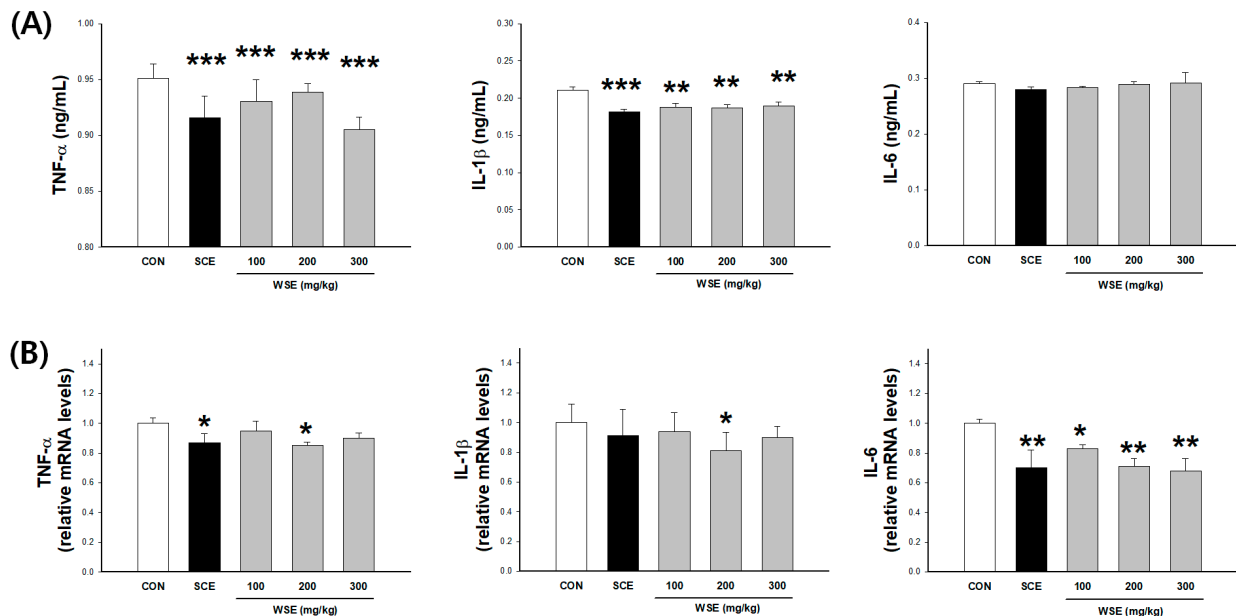 (A)
TNF-α (ng/mL)
1.00
0.95
0.90
0.85
0.80
*** *** *** ***
CON SCE 100 200 300
WSE (mg/kg)
IL-1β (ng/mL)
0.30
0.25
0.20
0.15
0.10
0.05
0.00
*** ** ** **
CON SCE 100 200 300
WSE (mg/kg)
IL-6 (ng/mL)
0.4
0.3
0.2
0.1
0.0
CON SCE 100 200 300
WSE (mg/kg)
(B)
TNF-α
(relative mRNA levels)
1.4
1.2
1.0
0.8
0.6
0.4
0.2
0.0
* *
CON SCE 100 200 300
WSE (mg/kg)
IL-1β
(relative mRNA levels)
1.4
1.2
1.0
0.8
0.6
0.4
0.2
0.0
*
CON SCE 100 200 300
WSE (mg/kg)
IL-6
(relative mRNA levels)
1.4
1.2
1.0
0.8
0.6
0.4
0.2
0.0
** * ** **
CON SCE 100 200 300
WSE (mg/kg)